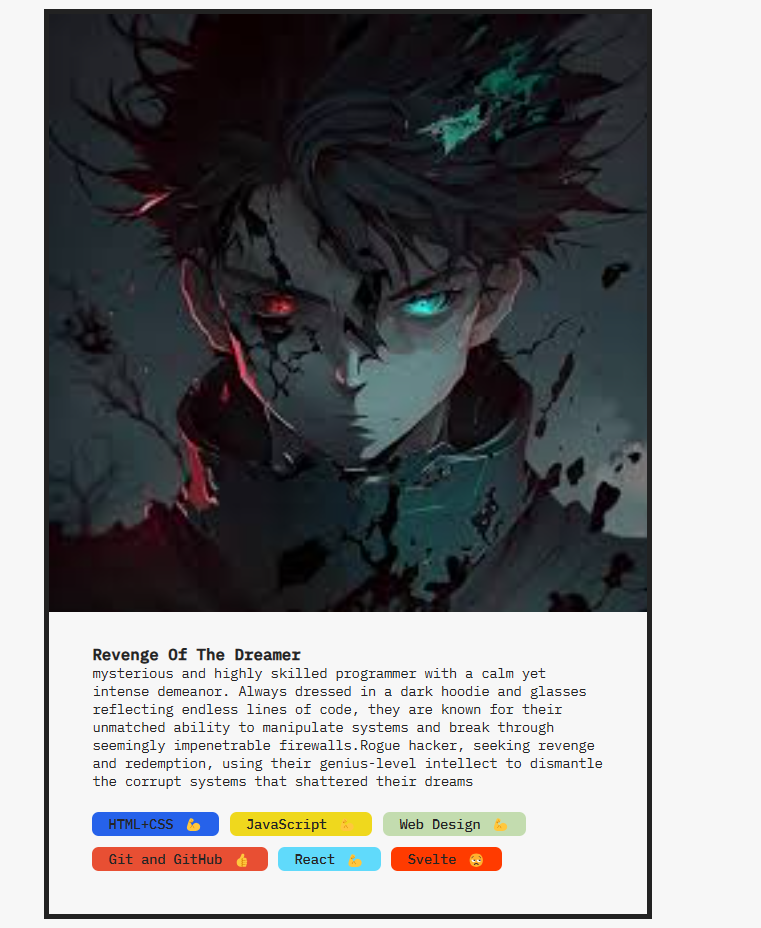 Revenge Of The Dreamer
mysterious and highly skilled programmer with a calm yet
intense demeanor. Always dressed in a dark hoodie and glasses
reflecting endless lines of code, they are known for their
unmatched ability to manipulate systems and break through
seemingly impenetrable firewalls.Rogue hacker, seeking revenge
and redemption, using their genius-level intellect to dismantle
the corrupt systems that shattered their dreams
HTML+CSS 💪 JavaScript 💪 Web Design 💪
Git and GitHub 👍 React 💪 Svelte 😳